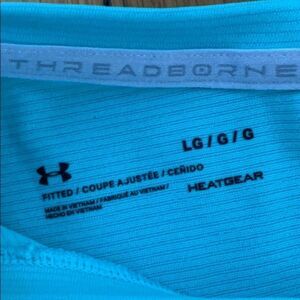 THREADBORNE
LG / G / G
FITTED / COUPE AJUSTÉE / CEÑIDO
MADE IN VIETNAM / FABRIQUÉ AU VIETNAM /
HECHO EN VIETNAM
HEATGEAR